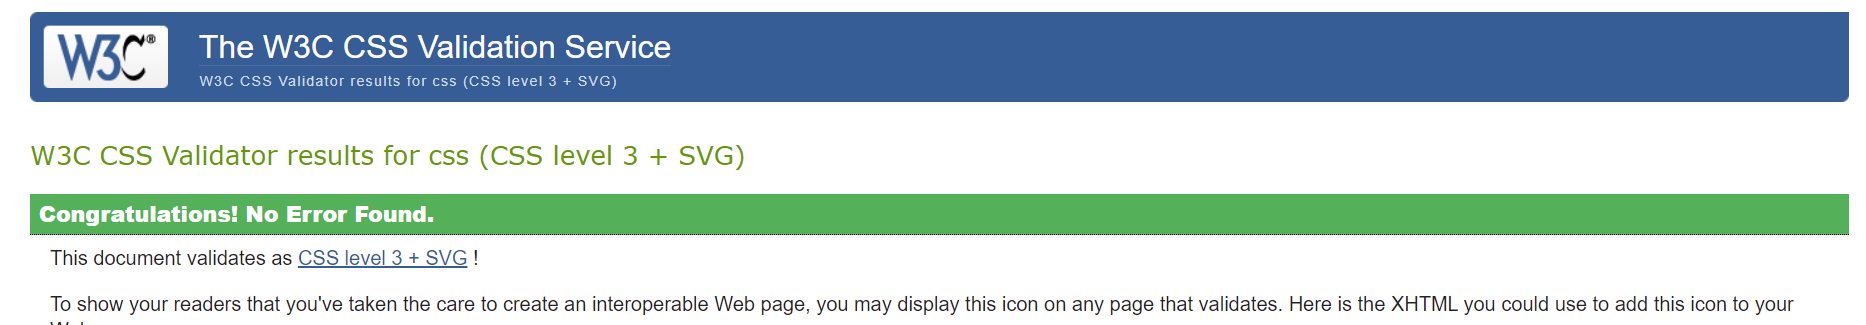 W3C®
The W3C CSS Validation Service
W3C CSS Validator results for css (CSS level 3 + SVG)
W3C CSS Validator results for css (CSS level 3 + SVG)
Congratulations! No Error Found.
This document validates as CSS level 3 + SVG !
To show your readers that you've taken the care to create an interoperable Web page, you may display this icon on any page that validates. Here is the XHTML you could use to add this icon to your